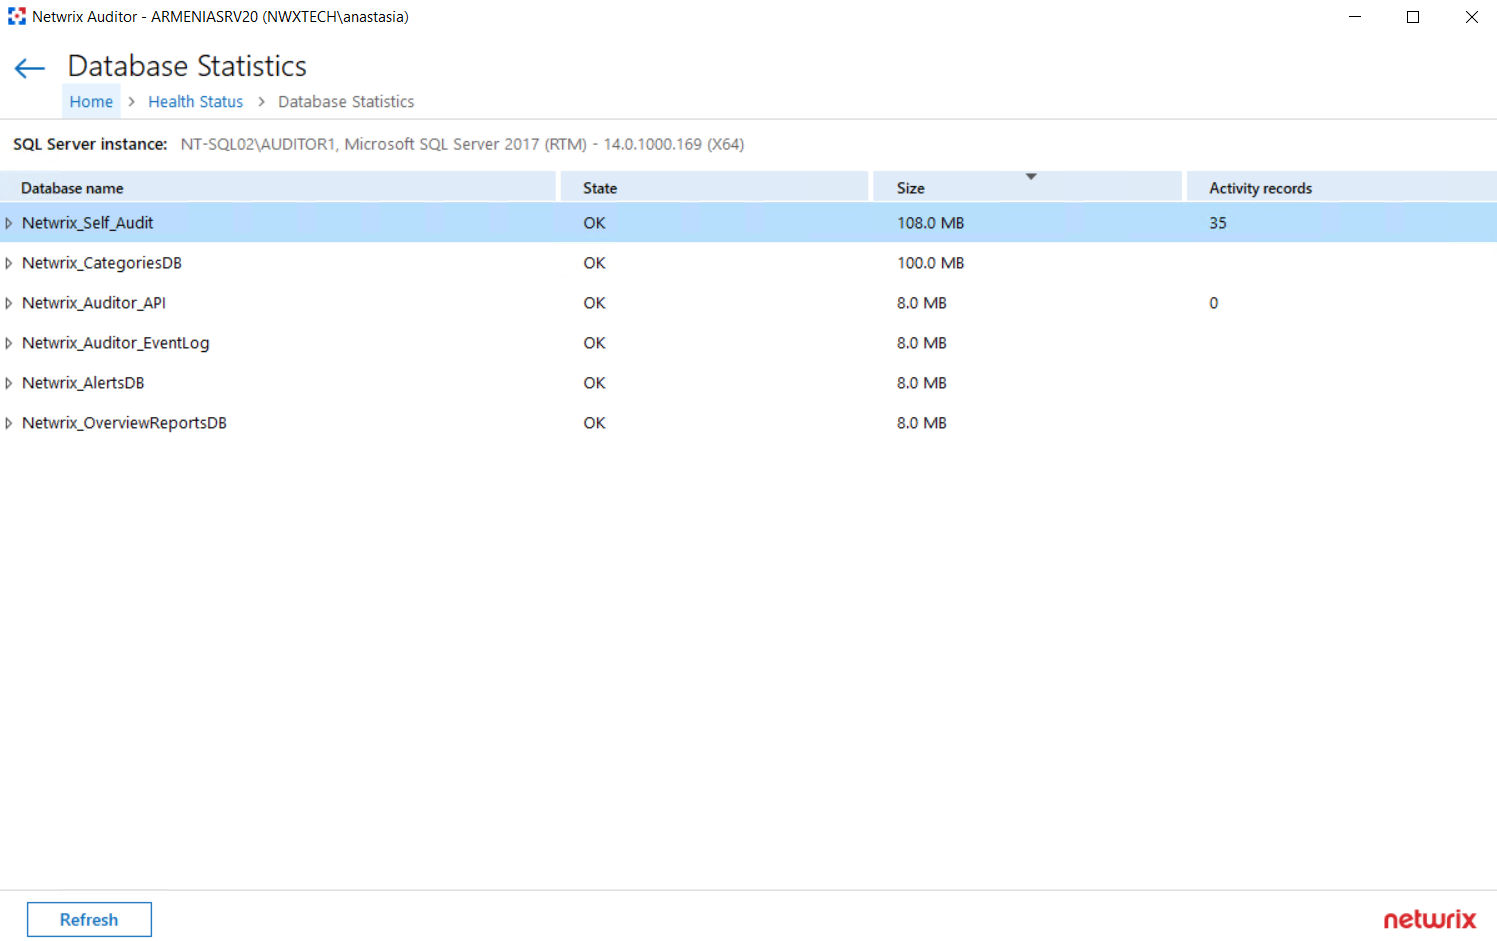 Netwrix Auditor - ARMENIASRV20 (NWXTECH\anastasia)
Database Statistics
Home > Health Status > Database Statistics
SQL Server instance: NT-SQL02\AUDITOR1, Microsoft SQL Server 2017 (RTM) - 14.0.1000.169 (X64)
Database name State Size Activity records
Netwrix_Self_Audit OK 108.0 MB 35
Netwrix_CategoriesDB OK 100.0 MB
Netwrix_Auditor_API OK 8.0 MB 0
Netwrix_Auditor_EventLog OK 8.0 MB
Netwrix_AlertsDB OK 8.0 MB
Netwrix_OverviewReportsDB OK 8.0 MB
Refresh netwrix